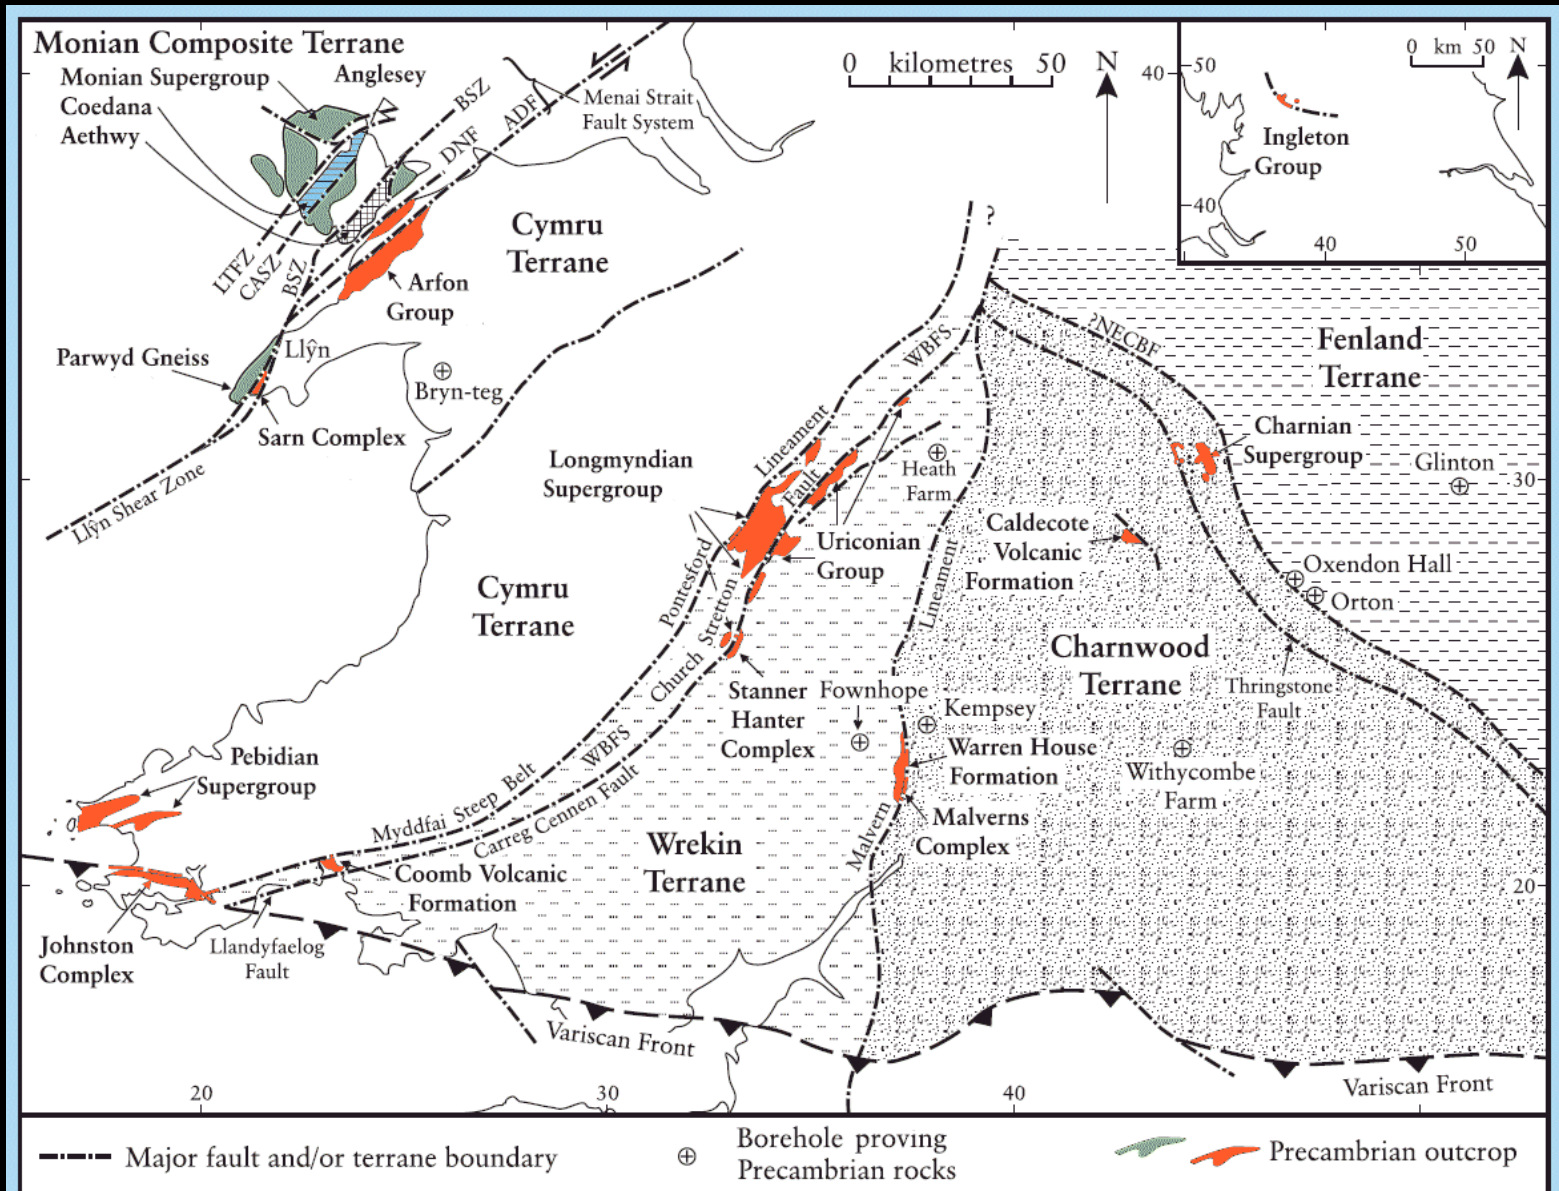 Monian Composite Terrane
Monian Supergroup
Anglesey
Coedana
Aethwy
BSZ
ADF
DNF
Menai Strait
Fault System
0 kilometres 50
N
40
50
0 km 50
N
Ingleton
Group
40
40
50
LTFZ
CASZ
BSZ
Cymru
Terrane
Arfon
Group
?
Parwyd Gneiss
Llŷn
Bryn-teg
Sarn Complex
Llŷn Shear Zone
WBFS
?NECBF
Fenland
Terrane
Longmyndian
Supergroup
Lineament
Fault
Heath
Farm
Charnian
Supergroup
Glinton
30
Uriconian
Group
Caldecote
Volcanic
Formation
Oxendon Hall
Orton
Cymru
Terrane
Pontesford
Church Stretton
Lineament
Charnwood
Terrane
Thringstone
Fault
Stanner
Hanter
Complex
Fownhope
Kempsey
Warren House
Formation
Withycombe
Farm
Malverns
Complex
Malvern
Pebidian
Supergroup
Myddfai Steep Belt
WBFS
Carreg Cennen Fault
Wrekin
Terrane
Coomb Volcanic
Formation
20
Johnston
Complex
Llandyfaelog
Fault
Variscan Front
Variscan Front
20
30
40
Major fault and/or terrane boundary
Borehole proving
Precambrian rocks
Precambrian outcrop